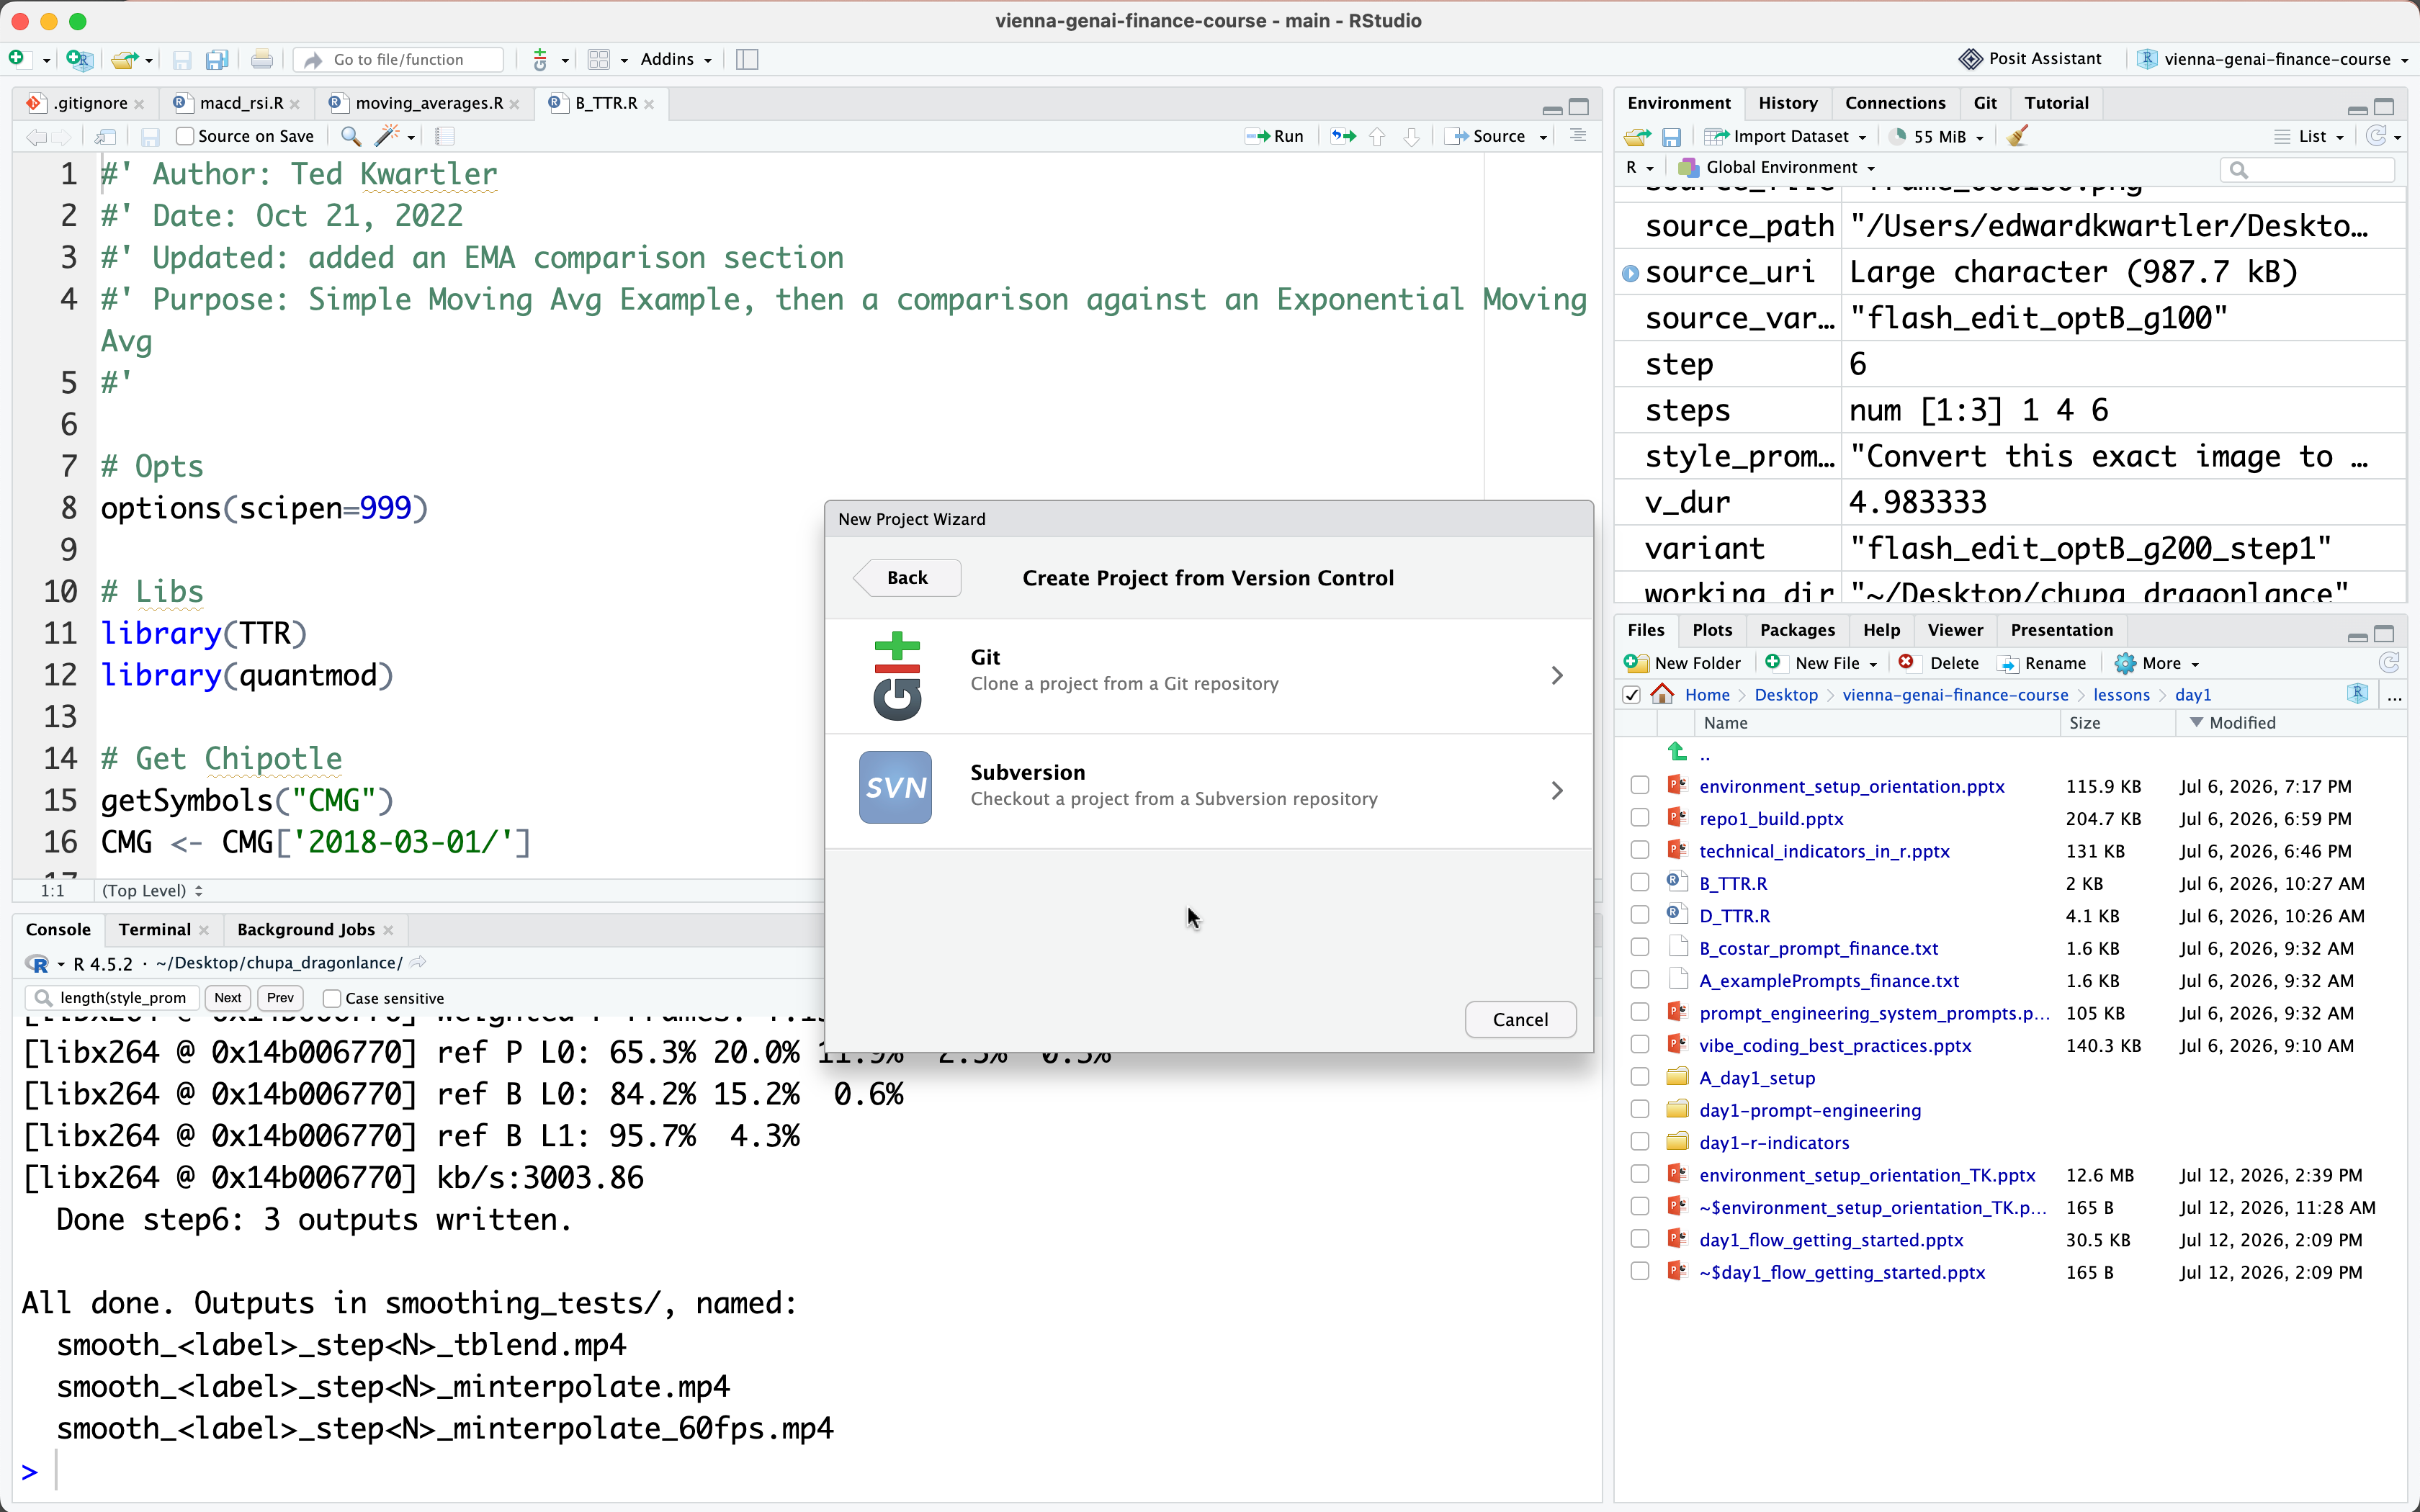 vienna-genai-finance-course - main - RStudio
Go to file/function
Addins
Posit Assistant
vienna-genai-finance-course
.gitignore
macd_rsi.R
moving_averages.R
B_TTR.R
Source on Save
Run
Source
1 #' Author: Ted Kwartler
2 #' Date: Oct 21, 2022
3 #' Updated: added an EMA comparison section
4 #' Purpose: Simple Moving Avg Example, then a comparison against an Exponential Moving
Avg
5 #'
6
7 # Opts
8 options(scipen=999)
9
10 # Libs
11 library(TTR)
12 library(quantmod)
13
14 # Get Chipotle
15 getSymbols("CMG")
16 CMG <- CMG['2018-03-01/']
17
1:1 (Top Level)
New Project Wizard
Back
Create Project from Version Control
Git
Git
Clone a project from a Git repository
SVN
Subversion
Checkout a project from a Subversion repository
Cancel
Console
Terminal
Background Jobs
R 4.5.2 · ~/Desktop/chupa_dragonlance/
length(style_prom
Next
Prev
Case sensitive
[libx264 @ 0x14b006770] ref P L0: 65.3% 20.0% 11.9% 2.5% 0.3%
[libx264 @ 0x14b006770] ref B L0: 84.2% 15.2% 0.6%
[libx264 @ 0x14b006770] ref B L1: 95.7% 4.3%
[libx264 @ 0x14b006770] kb/s:3003.86
Done step6: 3 outputs written.
All done. Outputs in smoothing_tests/, named:
smooth_<label>_step<N>_tblend.mp4
smooth_<label>_step<N>_minterpolate.mp4
smooth_<label>_step<N>_minterpolate_60fps.mp4
>
Environment
History
Connections
Git
Tutorial
Import Dataset
55 MiB
List
R
Global Environment
source_path "/Users/edwardkwartler/Deskto…
source_uri Large character (987.7 kB)
source_var… "flash_edit_optB_g100"
step 6
steps num [1:3] 1 4 6
style_prom… "Convert this exact image to …
v_dur 4.983333
variant "flash_edit_optB_g200_step1"
working_dir "~/Desktop/chupa_dragonlance"
Files
Plots
Packages
Help
Viewer
Presentation
New Folder
New File
Delete
Rename
More
Home
Desktop
vienna-genai-finance-course
lessons
day1
...
Name Size Modified
..
environment_setup_orientation.pptx 115.9 KB Jul 6, 2026, 7:17 PM
repo1_build.pptx 204.7 KB Jul 6, 2026, 6:59 PM
technical_indicators_in_r.pptx 131 KB Jul 6, 2026, 6:46 PM
B_TTR.R 2 KB Jul 6, 2026, 10:27 AM
D_TTR.R 4.1 KB Jul 6, 2026, 10:26 AM
B_costar_prompt_finance.txt 1.6 KB Jul 6, 2026, 9:32 AM
A_examplePrompts_finance.txt 1.6 KB Jul 6, 2026, 9:32 AM
prompt_engineering_system_prompts.p... 105 KB Jul 6, 2026, 9:32 AM
vibe_coding_best_practices.pptx 140.3 KB Jul 6, 2026, 9:10 AM
A_day1_setup
day1-prompt-engineering
day1-r-indicators
environment_setup_orientation_TK.pptx 12.6 MB Jul 12, 2026, 2:39 PM
~$environment_setup_orientation_TK.p... 165 B Jul 12, 2026, 11:28 AM
day1_flow_getting_started.pptx 30.5 KB Jul 12, 2026, 2:09 PM
~$day1_flow_getting_started.pptx 165 B Jul 12, 2026, 2:09 PM